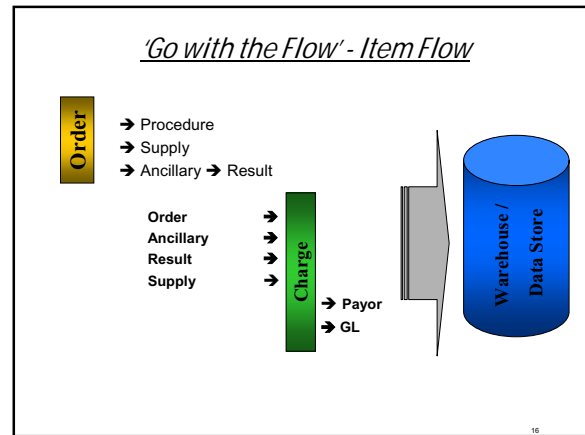 'Go with the Flow' - Item Flow
Order
➔ Procedure
➔ Supply
➔ Ancillary ➔ Result
Order ➔
Ancillary ➔
Result ➔
Supply ➔
Charge
➔ Payor
➔ GL
Warehouse /
Data Store
16